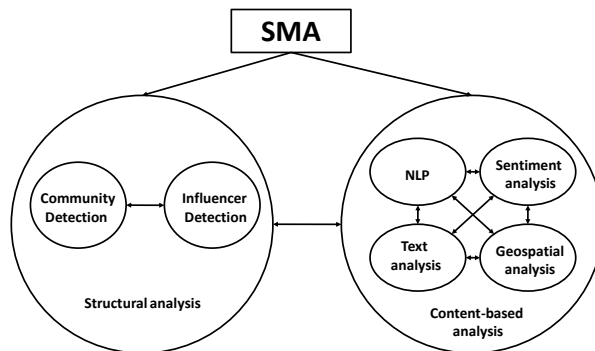 SMA
Community
Detection
Influencer
Detection
Structural analysis
NLP
Sentiment
analysis
Text
analysis
Geospatial
analysis
Content-based
analysis